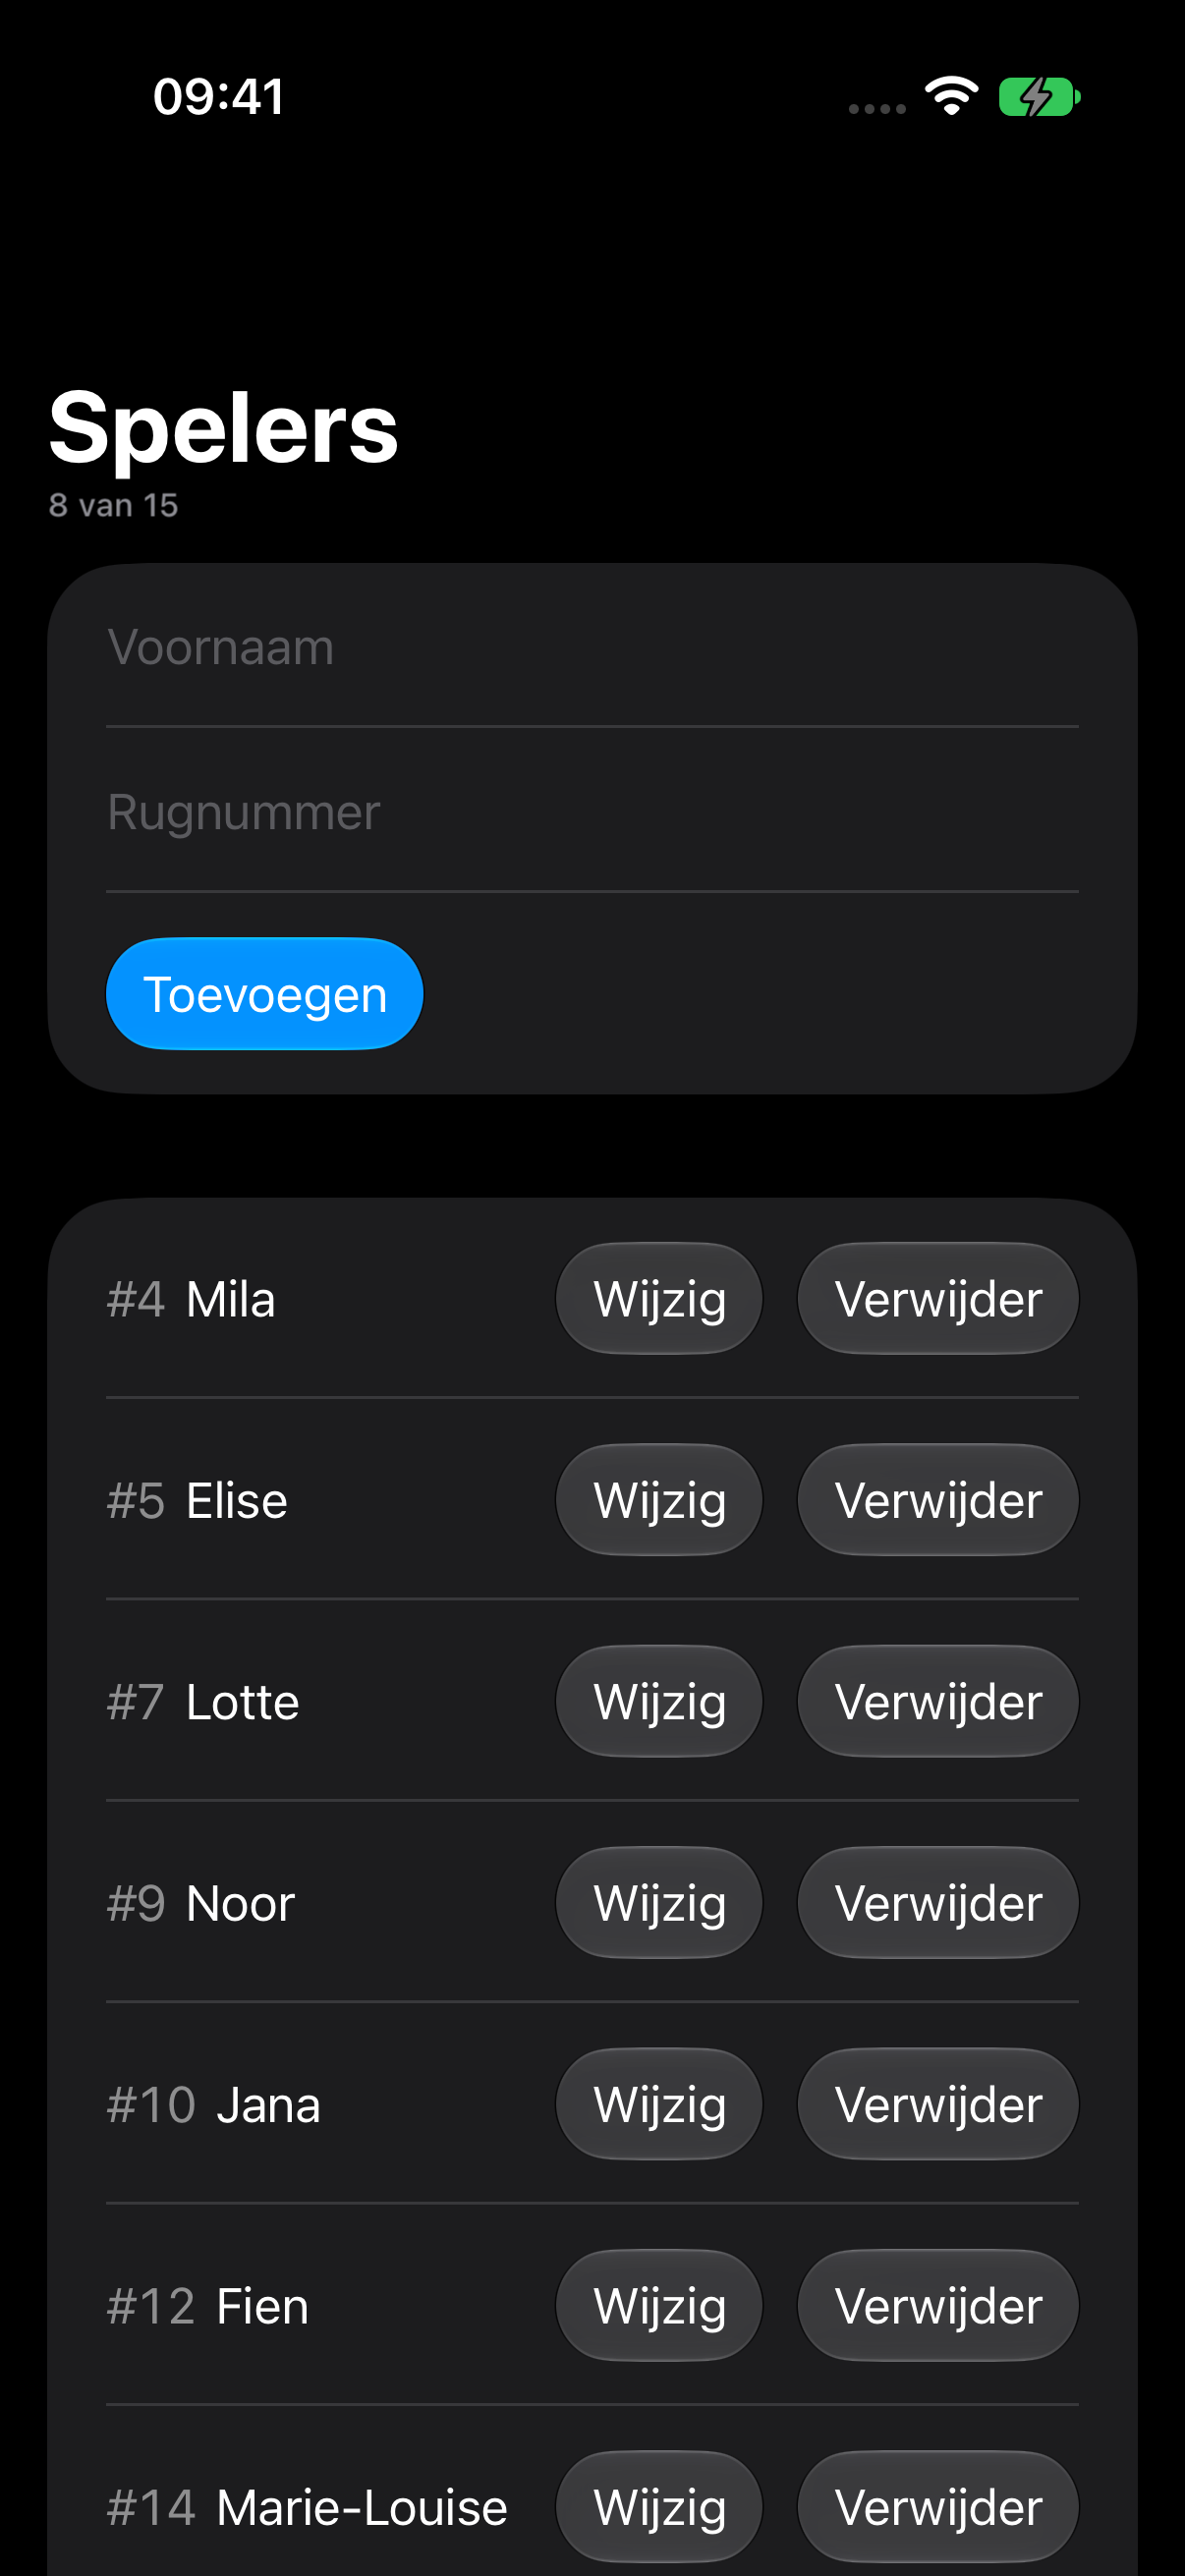 09:41
Spelers
8 van 15
Voornaam
Rugnummer
Toevoegen
#4 Mila Wijzig Verwijder
#5 Elise Wijzig Verwijder
#7 Lotte Wijzig Verwijder
#9 Noor Wijzig Verwijder
#10 Jana Wijzig Verwijder
#12 Fien Wijzig Verwijder
#14 Marie-Louise Wijzig Verwijder